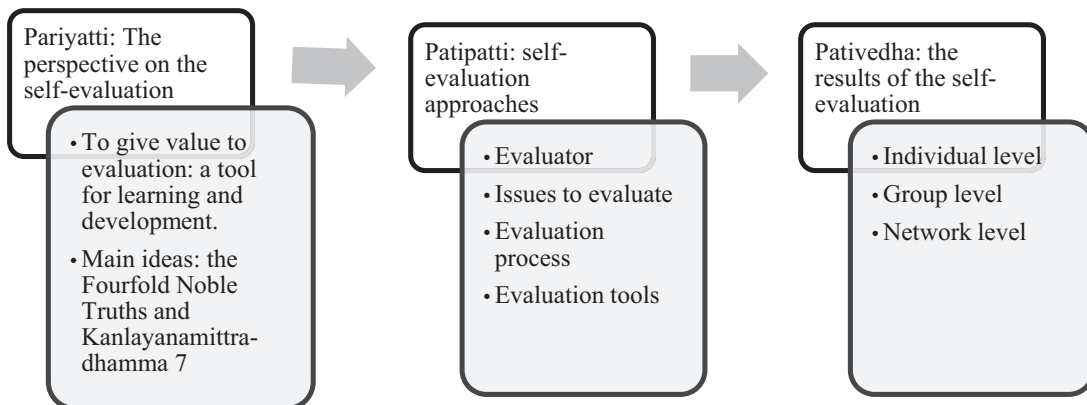 Pariyatti: The
perspective on the
self-evaluation
• To give value to
evaluation: a tool
for learning and
development.
• Main ideas: the
Fourfold Noble
Truths and
Kanlayanamittra-
dhamma 7
Patipatti: self-
evaluation
approaches
• Evaluator
• Issues to evaluate
• Evaluation
process
• Evaluation tools
Pativedha: the
results of the self-
evaluation
• Individual level
• Group level
• Network level